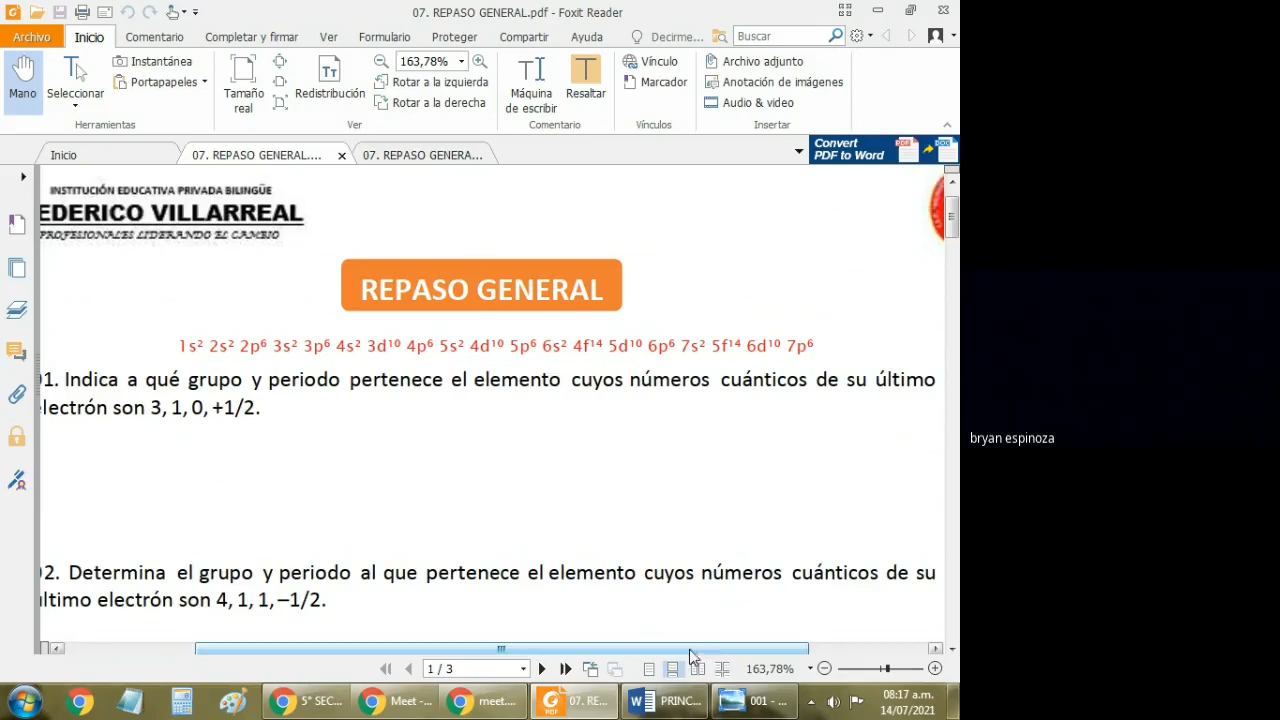 07. REPASO GENERAL.pdf - Foxit Reader
Archivo Inicio Comentario Completar y firmar Ver Formulario Proteger Compartir Ayuda Decirme... Buscar
Mano
Seleccionar
Instantánea
Portapapeles
Herramientas
Tamaño real
Redistribución
163,78%
Rotar a la izquierda
Rotar a la derecha
Ver
Máquina de escribir
Resaltar
Comentario
Vínculo
Marcador
Vínculos
Archivo adjunto
Anotación de imágenes
Audio & video
Insertar
Inicio 07. REPASO GENERAL.... 07. REPASO GENERA...
Convert
PDF to Word
INSTITUCIÓN EDUCATIVA PRIVADA BILINGÜE
EDERICO VILLARREAL
PROFESIONALES LIDERANDO EL CAMBIO
REPASO GENERAL
1s² 2s² 2p⁶ 3s² 3p⁶ 4s² 3d¹⁰ 4p⁶ 5s² 4d¹⁰ 5p⁶ 6s² 4f¹⁴ 5d¹⁰ 6p⁶ 7s² 5f¹⁴ 6d¹⁰ 7p⁶
01. Indica a qué grupo y periodo pertenece el elemento cuyos números cuánticos de su último
electrón son 3, 1, 0, +1/2.
bryan espinoza
02. Determina el grupo y periodo al que pertenece el elemento cuyos números cuánticos de su
último electrón son 4, 1, 1, –1/2.
1 / 3 163,78%
5° SEC... Meet -... meet.... 07. RE... PRINC... 001 - ...
08:17 a.m.
14/07/2021